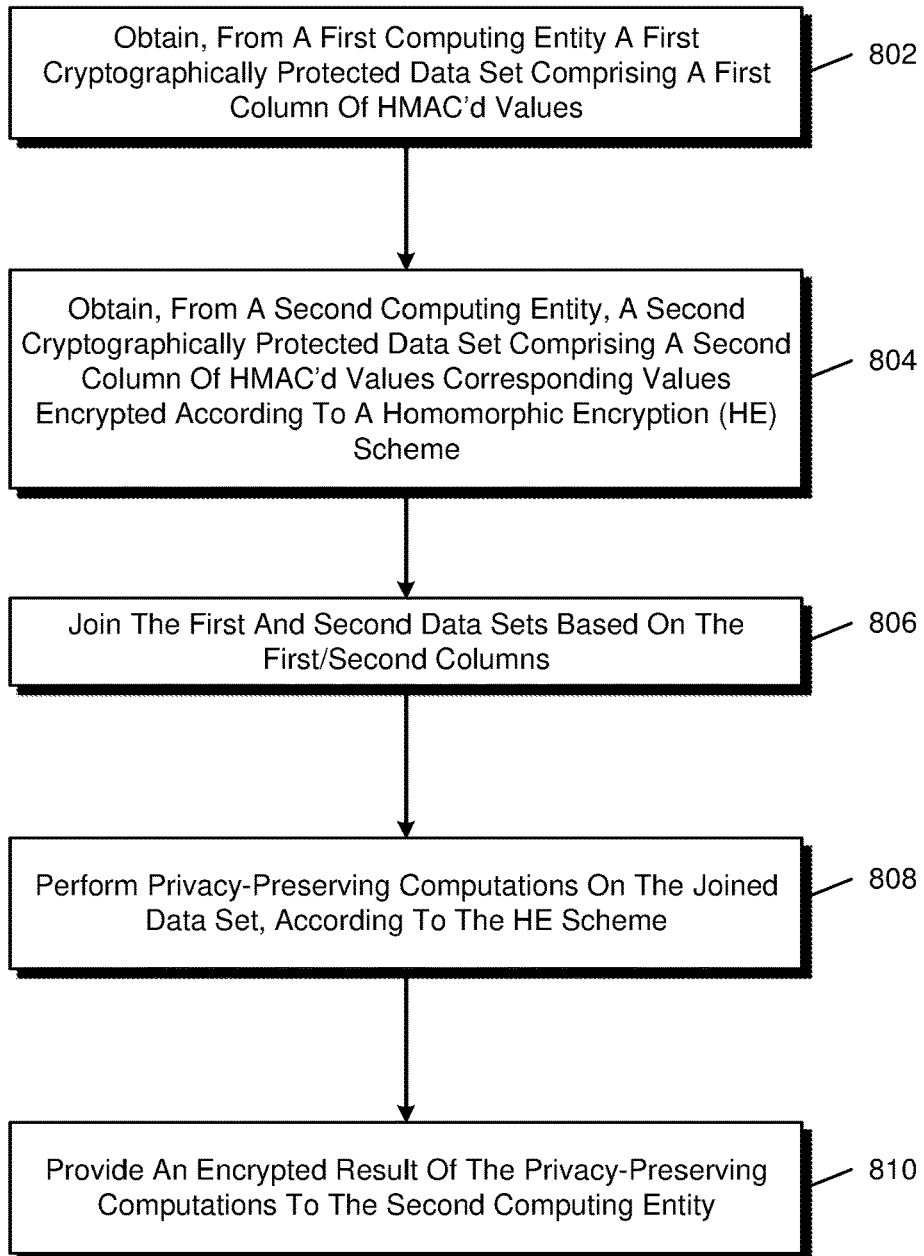 Obtain, From A First Computing Entity A First
Cryptographically Protected Data Set Comprising A First
Column Of HMAC'd Values
802
Obtain, From A Second Computing Entity, A Second
Cryptographically Protected Data Set Comprising A Second
Column Of HMAC'd Values Corresponding Values
Encrypted According To A Homomorphic Encryption (HE)
Scheme
804
Join The First And Second Data Sets Based On The
First/Second Columns
806
Perform Privacy-Preserving Computations On The Joined
Data Set, According To The HE Scheme
808
Provide An Encrypted Result Of The Privacy-Preserving
Computations To The Second Computing Entity
810